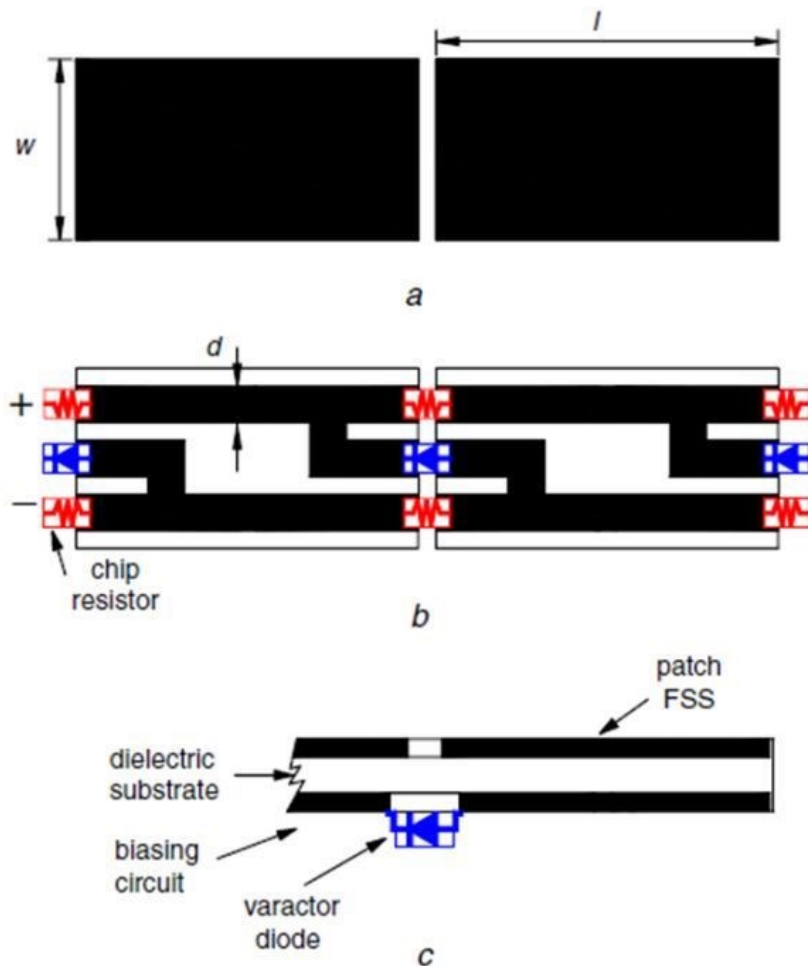 l
w
a
d
+
−
chip
resistor
b
patch
FSS
dielectric
substrate
biasing
circuit
varactor
diode
c